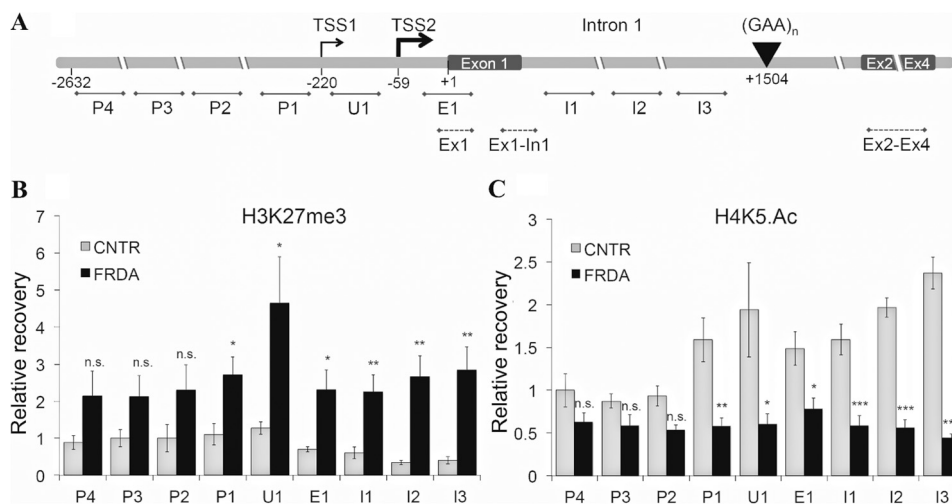 A
TSS1 TSS2 Intron 1 (GAA)n
Exon 1 Ex2 Ex4
-2632 -220 -59 +1 +1504
P4 P3 P2 P1 U1 E1 I1 I2 I3
Ex1 Ex1-In1 Ex2-Ex4
B
H3K27me3
CNTR
FRDA
Relative recovery
7
6
5
4
3
2
1
0
n.s. n.s. n.s. * * * ** ** **
P4 P3 P2 P1 U1 E1 I1 I2 I3
C
H4K5.Ac
CNTR
FRDA
Relative recovery
3
2.5
2
1.5
1
0.5
0
n.s. n.s. n.s. ** * * *** ***
P4 P3 P2 P1 U1 E1 I1 I2 I3